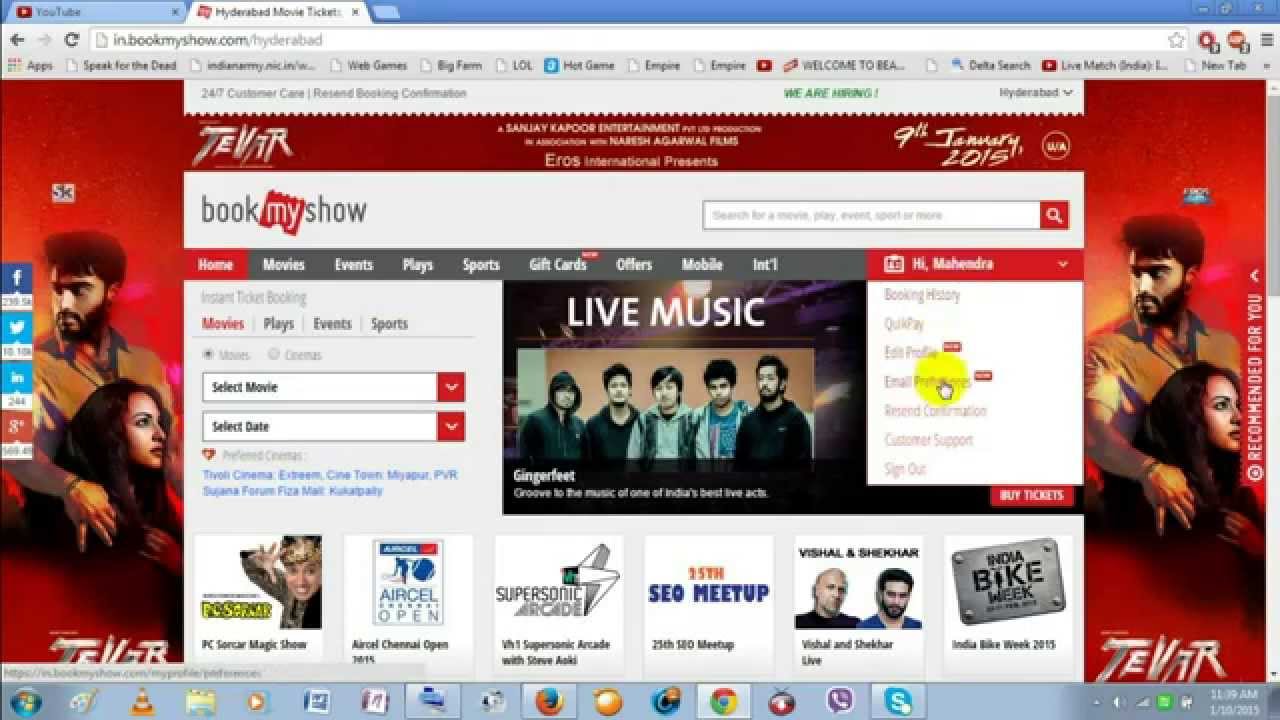 YouTube
Hyderabad Movie Tickets,
in.bookmyshow.com/hyderabad
Apps Speak for the Dead indianarmy.nic.in/w... Web Games Big Farm LOL Hot Game Empire Empire WELCOME TO BEA... Delta Search Live Match (India): I... New Tab
24/7 Customer Care | Resend Booking Confirmation WE ARE HIRING ! Hyderabad
TEVAR
A SANJAY KAPOOR ENTERTAINMENT PVT LTD PRODUCTION
IN ASSOCIATION WITH NARESH AGARWAL FILMS
Eros International Presents
9th January,
2015
U/A
SK
bookmyshow
Search for a movie, play, event, sport or more
Home Movies Events Plays Sports Gift Cards NEW Offers Mobile Int'l Hi, Mahendra
f
239.5k
10.10k
in
244
g+
569.4k
Instant Ticket Booking
Movies | Plays | Events | Sports
Movies Cinemas
Select Movie
Select Date
Preferred Cinemas :
Tivoli Cinema: Extreem, Cine Town: Miyapur, PVR
Sujana Forum Fiza Mall: Kukatpally
LIVE MUSIC
Gingerfeet
Groove to the music of one of India's best live acts.
Booking History
QuikPay
Edit Profile
Email Preferences
Resend Confirmation
Customer Support
Sign Out
BUY TICKETS
RECOMMENDED FOR YOU
PC SORCAR
PC Sorcar Magic Show
AIRCEL
AIRCEL
CHENNAI
OPEN
Aircel Chennai Open
2015
SUPERSONIC
ARCADE
Vh1 Supersonic Arcade
with Steve Aoki
25TH
SEO MEETUP
25th SEO Meetup
VISHAL & SHEKHAR
Vishal and Shekhar
Live
INDIA
BIKE
WEEK
India Bike Week 2015
TEVAR
TEVAR
https://in.bookmyshow.com/myprofile/preferences
11:39 AM
1/10/2015